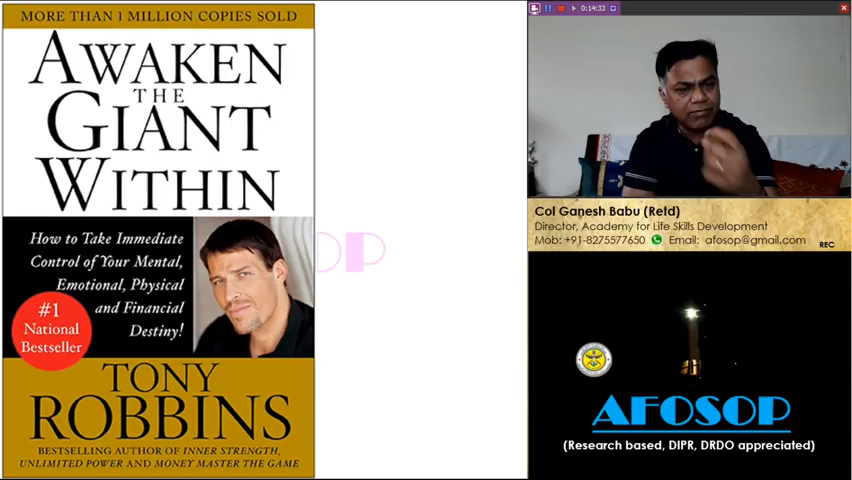 MORE THAN 1 MILLION COPIES SOLD
AWAKEN
THE
GIANT
WITHIN
How to Take Immediate
Control of Your Mental,
Emotional, Physical
and Financial
Destiny!
#1
National
Bestseller
TONY
ROBBINS
BESTSELLING AUTHOR OF INNER STRENGTH,
UNLIMITED POWER AND MONEY MASTER THE GAME
OP
0:14:33
Col Ganesh Babu (Retd)
Director, Academy for Life Skills Development
Mob: +91-8275577650 Email: afosop@gmail.com
REC
AFOSOP
(Research based, DIPR, DRDO appreciated)